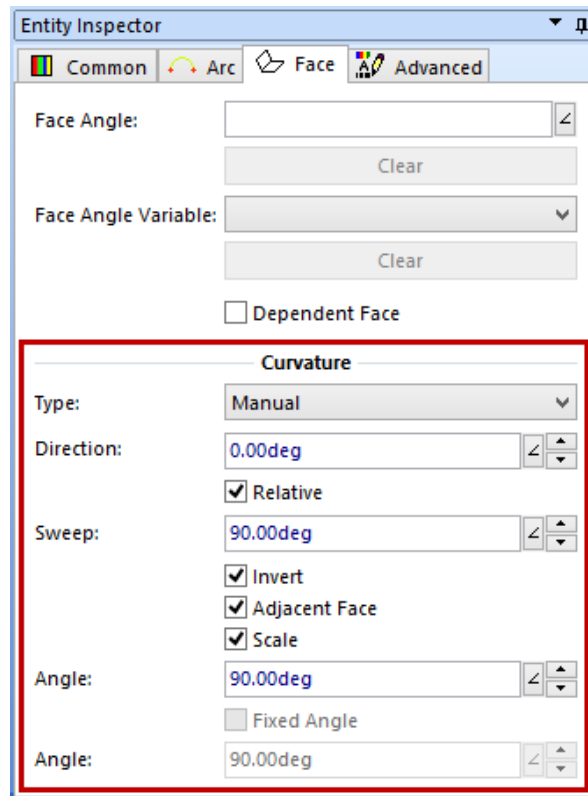 Entity Inspector
Common Arc Face Advanced
Face Angle:
Clear
Face Angle Variable:
Clear
Dependent Face
Curvature
Type: Manual
Direction: 0.00deg
Relative
Sweep: 90.00deg
Invert
Adjacent Face
Scale
Angle: 90.00deg
Fixed Angle
Angle: 90.00deg